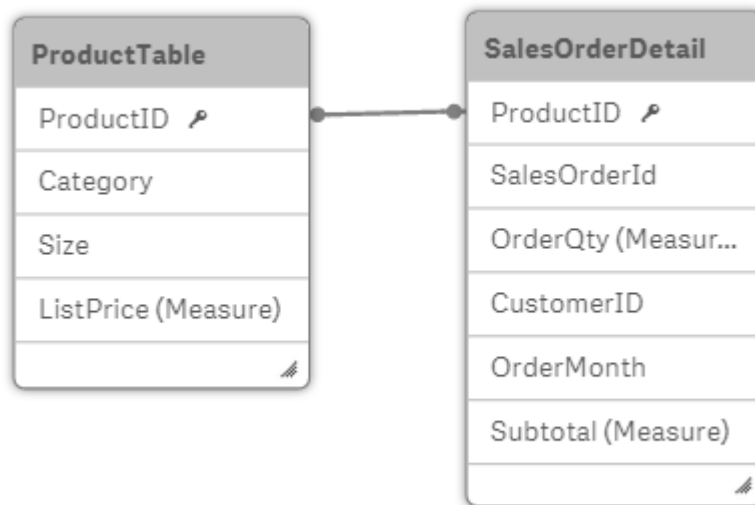 ProductTable
ProductID
Category
Size
ListPrice (Measure)
SalesOrderDetail
ProductID
SalesOrderId
OrderQty (Measur...
CustomerID
OrderMonth
Subtotal (Measure)